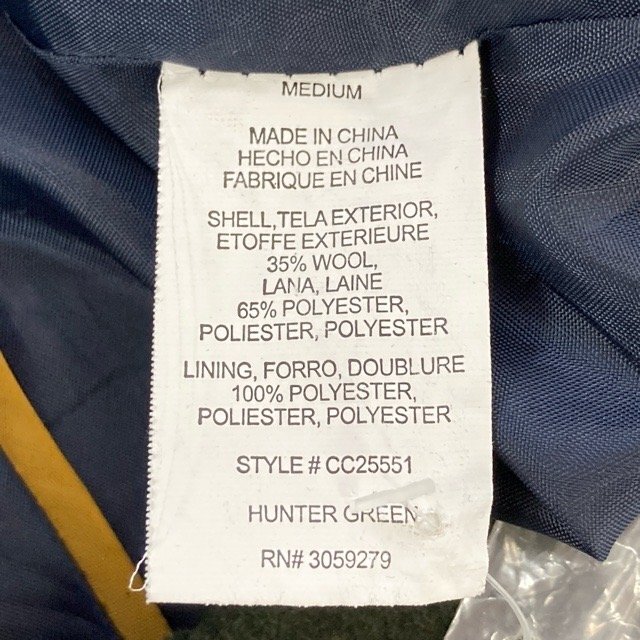 MEDIUM
MADE IN CHINA
HECHO EN CHINA
FABRIQUE EN CHINE
SHELL,TELA EXTERIOR,
ETOFFE EXTERIEURE
35% WOOL,
LANA, LAINE
65% POLYESTER,
POLIESTER, POLYESTER
LINING, FORRO, DOUBLURE
100% POLYESTER,
POLIESTER, POLYESTER
STYLE # CC25551
HUNTER GREEN
RN# 3059279